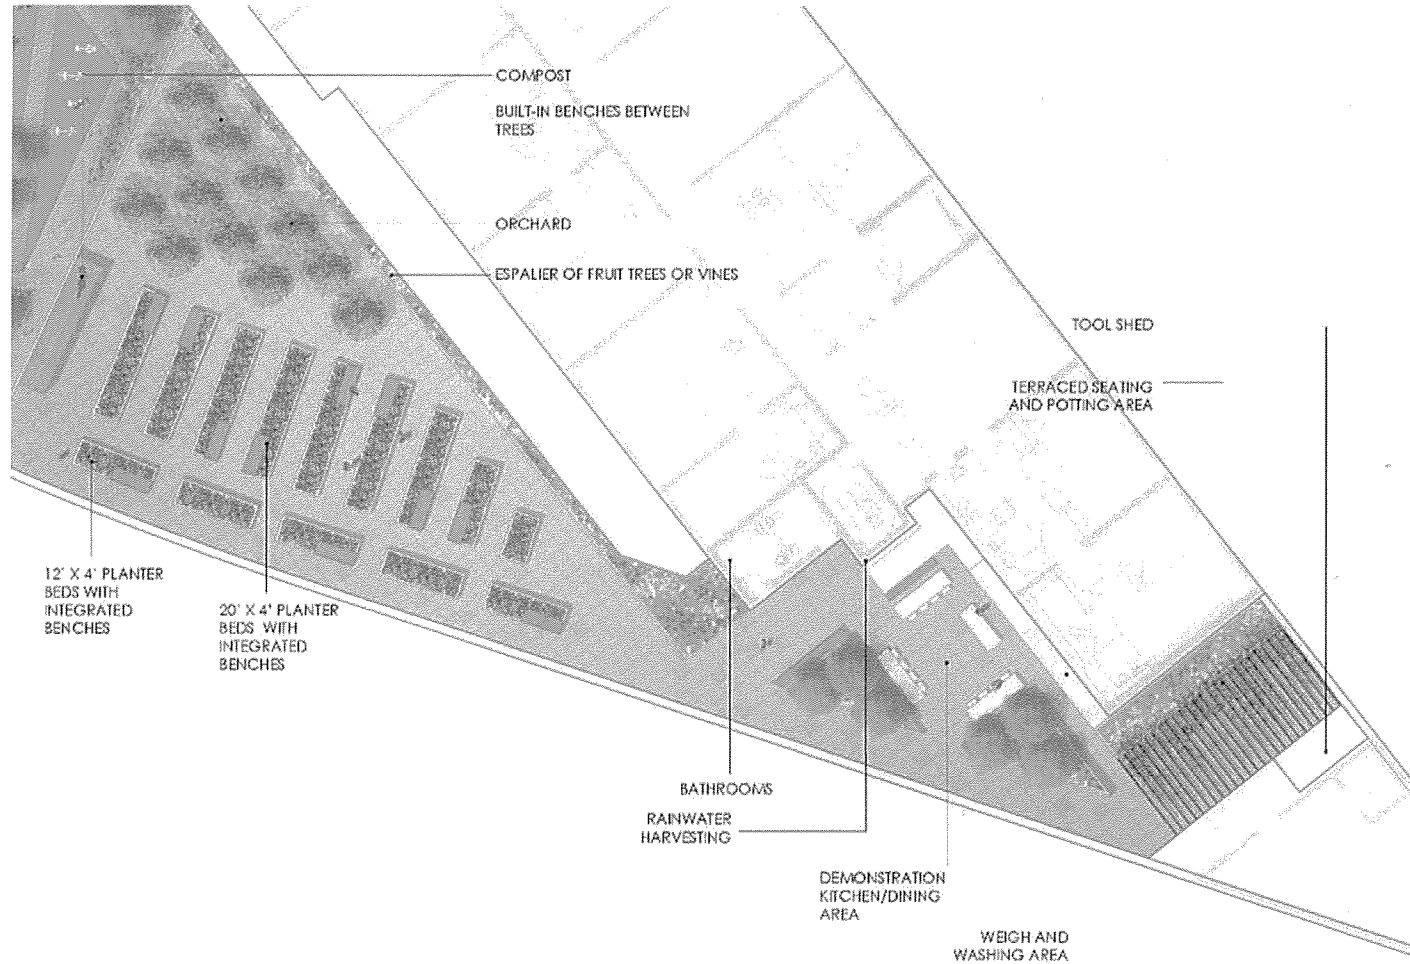 COMPOST
BUILT-IN BENCHES BETWEEN
TREES
ORCHARD
ESPALIER OF FRUIT TREES OR VINES
TOOL SHED
TERRACED SEATING
AND POTTING AREA
12' X 4' PLANTER
BEDS WITH
INTEGRATED
BENCHES
20' X 4' PLANTER
BEDS WITH
INTEGRATED
BENCHES
BATHROOMS
RAINWATER
HARVESTING
DEMONSTRATION
KITCHEN/DINING
AREA
WEIGH AND
WASHING AREA